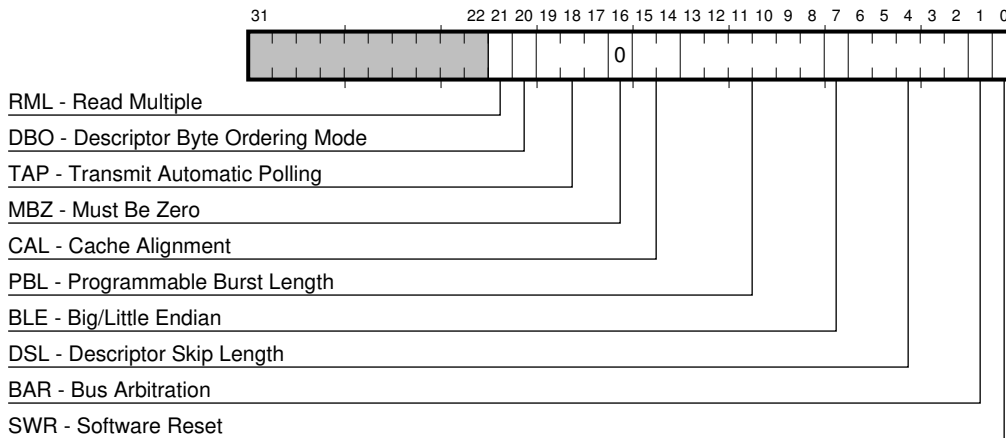 31 22 21 20 19 18 17 16 15 14 13 12 11 10 9 8 7 6 5 4 3 2 1 0
0
RML - Read Multiple
DBO - Descriptor Byte Ordering Mode
TAP - Transmit Automatic Polling
MBZ - Must Be Zero
CAL - Cache Alignment
PBL - Programmable Burst Length
BLE - Big/Little Endian
DSL - Descriptor Skip Length
BAR - Bus Arbitration
SWR - Software Reset